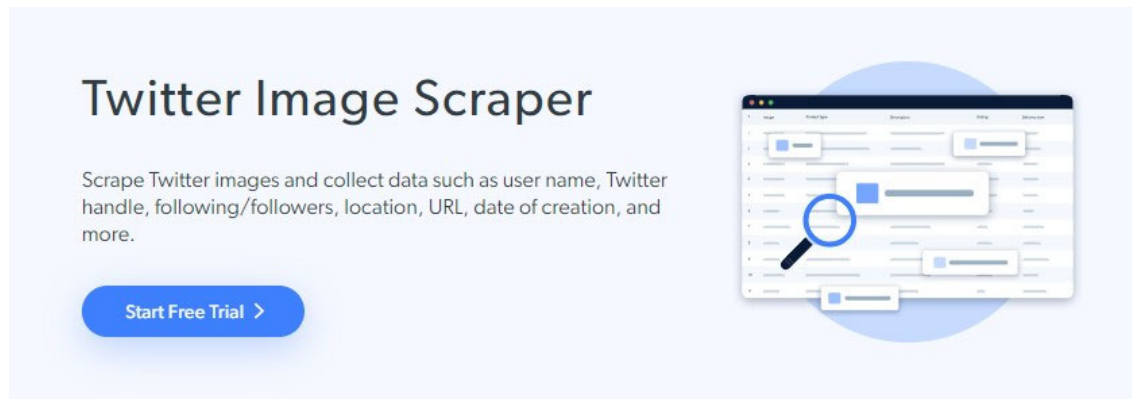 Twitter Image Scraper
Scrape Twitter images and collect data such as user name, Twitter
handle, following/followers, location, URL, date of creation, and
more.
Start Free Trial